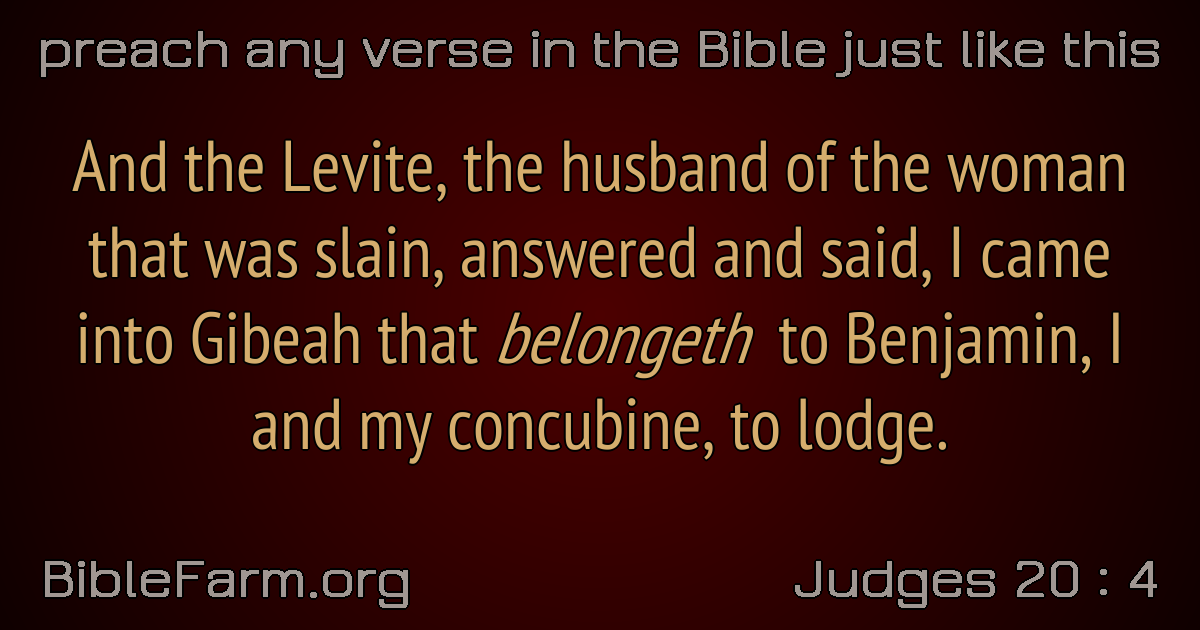 preach any verse in the Bible just like this
And the Levite, the husband of the woman
that was slain, answered and said, I came
into Gibeah that belongeth to Benjamin, I
and my concubine, to lodge.
BibleFarm.org
Judges 20 : 4